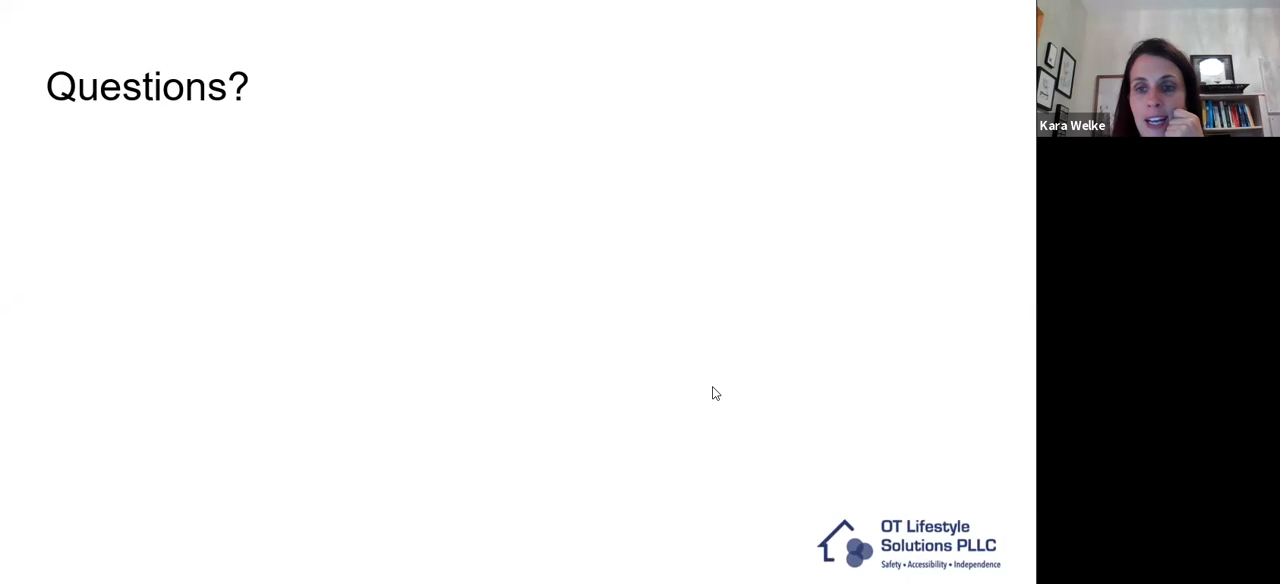 Questions?
Kara Welke
OT Lifestyle
Solutions PLLC
Safety • Accessibility • Independence